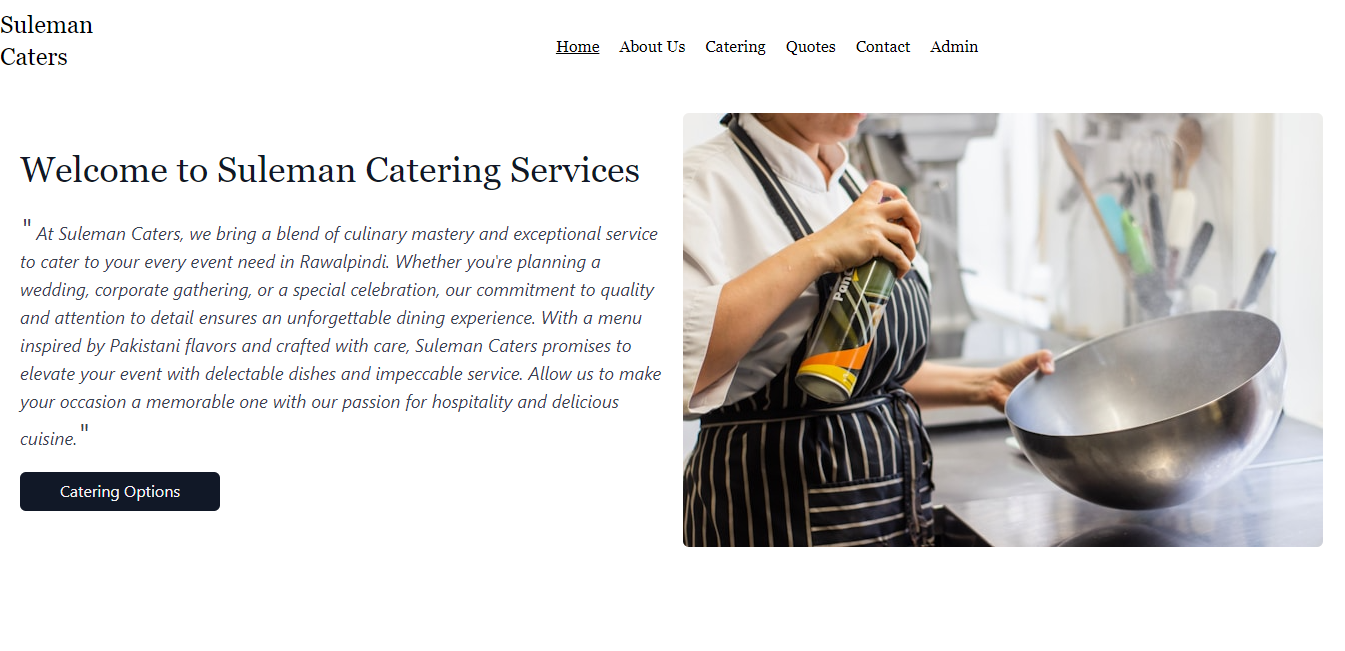 Suleman
Caters
Home About Us Catering Quotes Contact Admin
Welcome to Suleman Catering Services
" At Suleman Caters, we bring a blend of culinary mastery and exceptional service
to cater to your every event need in Rawalpindi. Whether you're planning a
wedding, corporate gathering, or a special celebration, our commitment to quality
and attention to detail ensures an unforgettable dining experience. With a menu
inspired by Pakistani flavors and crafted with care, Suleman Caters promises to
elevate your event with delectable dishes and impeccable service. Allow us to make
your occasion a memorable one with our passion for hospitality and delicious
cuisine."
Catering Options